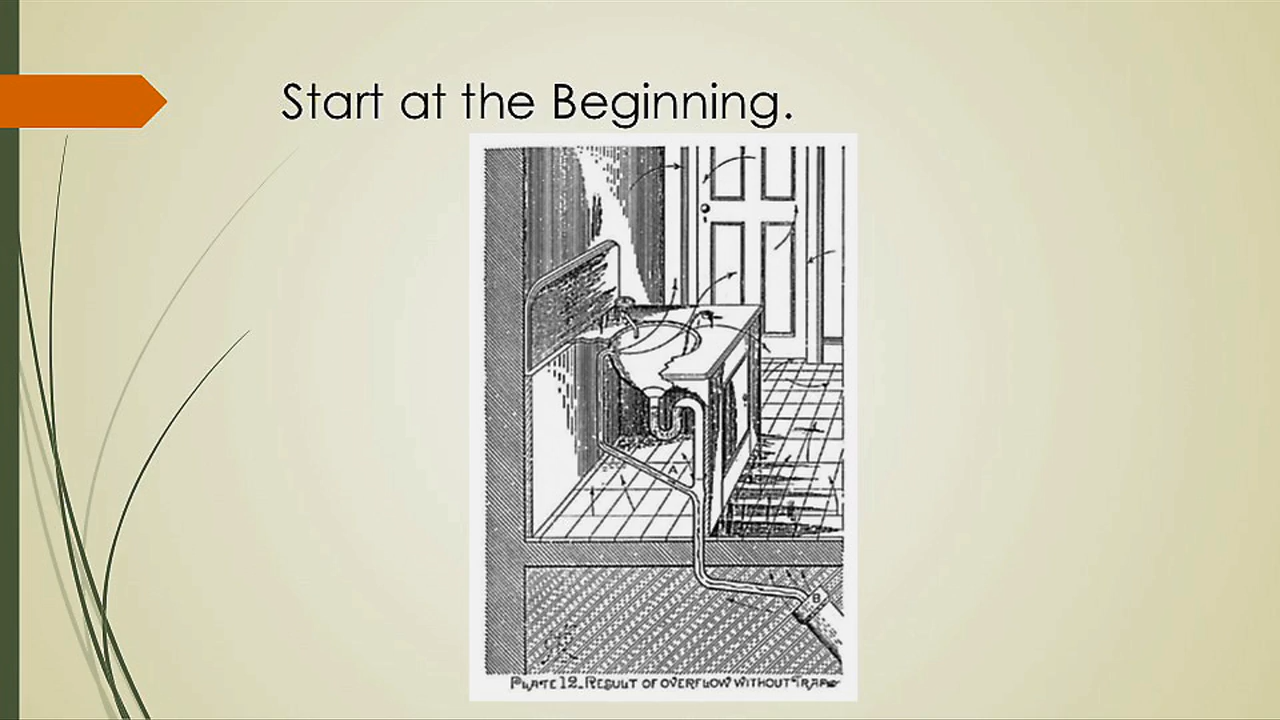 Start at the Beginning.
A
B
PLATE 12. RESULT OF OVERFLOW WITHOUT TRAP